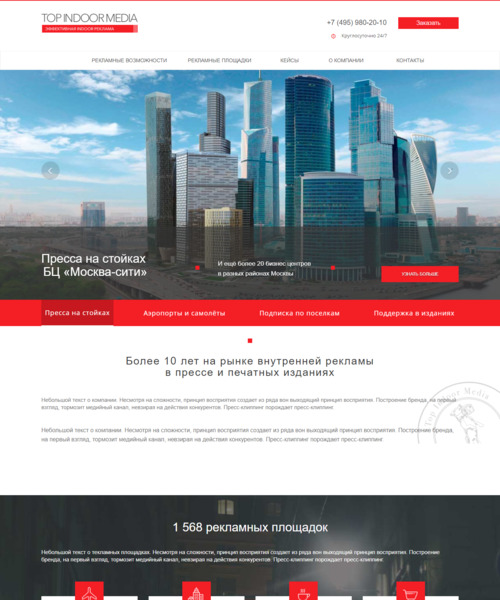 TOP INDOOR MEDIA
ЭФФЕКТИВНАЯ INDOOR РЕКЛАМА
+7 (495) 980-20-10
Заказать
Круглосуточно 24/7
РЕКЛАМНЫЕ ВОЗМОЖНОСТИ РЕКЛАМНЫЕ ПЛОЩАДКИ КЕЙСЫ О КОМПАНИИ КОНТАКТЫ
Пресса на стойках
БЦ «Москва-сити»
И ещё более 20 бизнес центров
в разных районах Москвы
УЗНАТЬ БОЛЬШЕ
Пресса на стойках Аэропорты и самолёты Подписка по поселкам Поддержка в изданиях
Более 10 лет на рынке внутренней рекламы
в прессе и печатных изданиях
Небольшой текст о компании. Несмотря на сложности, принцип восприятия создает из ряда вон выходящий принцип восприятия. Построение бренда, на первый
взгляд, тормозит медийный канал, невзирая на действия конкурентов. Пресс-клиппинг порождает пресс-клиппинг
Небольшой текст о компании. Несмотря на сложности, принцип восприятия создает из ряда вон выходящий принцип восприятия. Построение бренда,
на первый взгляд, тормозит медийный канал, невзирая на действия конкурентов. Пресс-клиппинг порождает пресс-клиппинг
Top Indoor Media
1 568 рекламных площадок
Небольшой текст о рекламных площадках. Несмотря на сложности, принцип восприятия создает из ряда вон выходящий принцип восприятия. Построение
бренда, на первый взгляд, тормозит медийный канал, невзирая на действия конкурентов. Пресс-клиппинг порождает пресс-клиппинг.